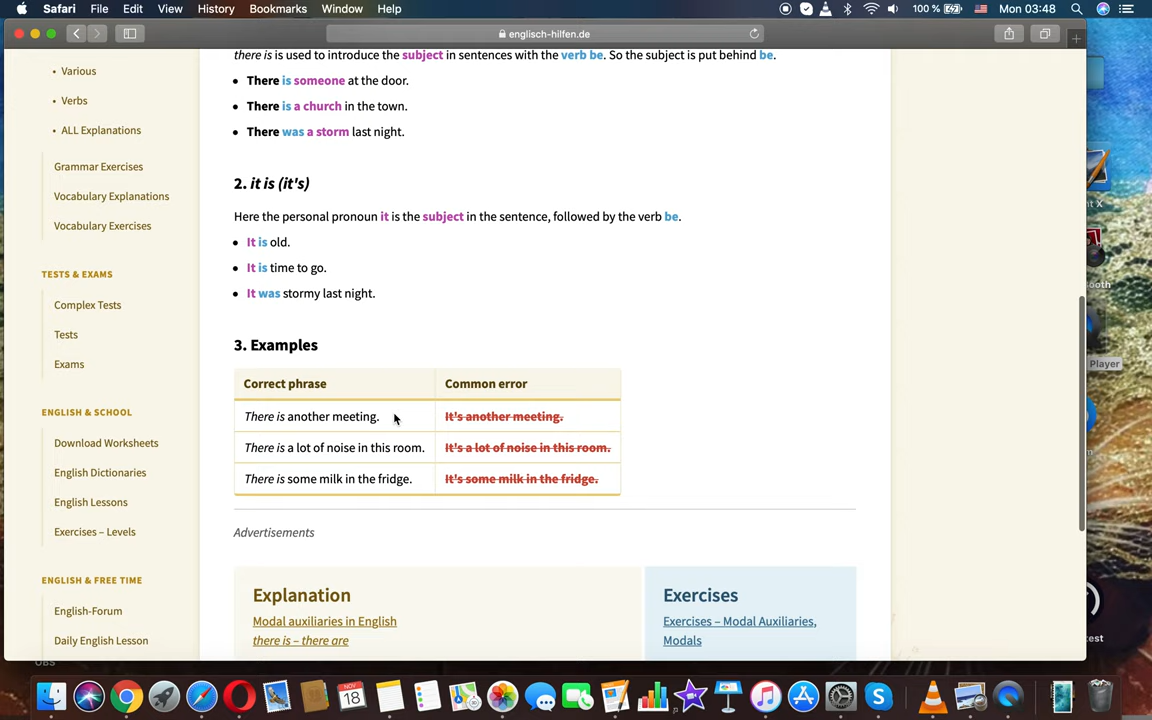 Safari File Edit View History Bookmarks Window Help 100 % Mon 03:48
englisch-hilfen.de
there is is used to introduce the subject in sentences with the verb be. So the subject is put behind be.
• Various
• There is someone at the door.
• Verbs
• There is a church in the town.
• ALL Explanations
• There was a storm last night.
Grammar Exercises
2. it is (it's)
Vocabulary Explanations
Here the personal pronoun it is the subject in the sentence, followed by the verb be.
Vocabulary Exercises
• It is old.
• It is time to go.
TESTS & EXAMS
• It was stormy last night.
Complex Tests
Tests
3. Examples
Exams
Correct phrase Common error
ENGLISH & SCHOOL
There is another meeting. It's another meeting.
Download Worksheets
There is a lot of noise in this room. It's a lot of noise in this room.
English Dictionaries
There is some milk in the fridge. It's some milk in the fridge.
English Lessons
Exercises – Levels
Advertisements
ENGLISH & FREE TIME
Explanation
Exercises
English-Forum
Modal auxiliaries in English
Exercises – Modal Auxiliaries,
Daily English Lesson
there is – there are
Modals
Player
OBS
NOV
18